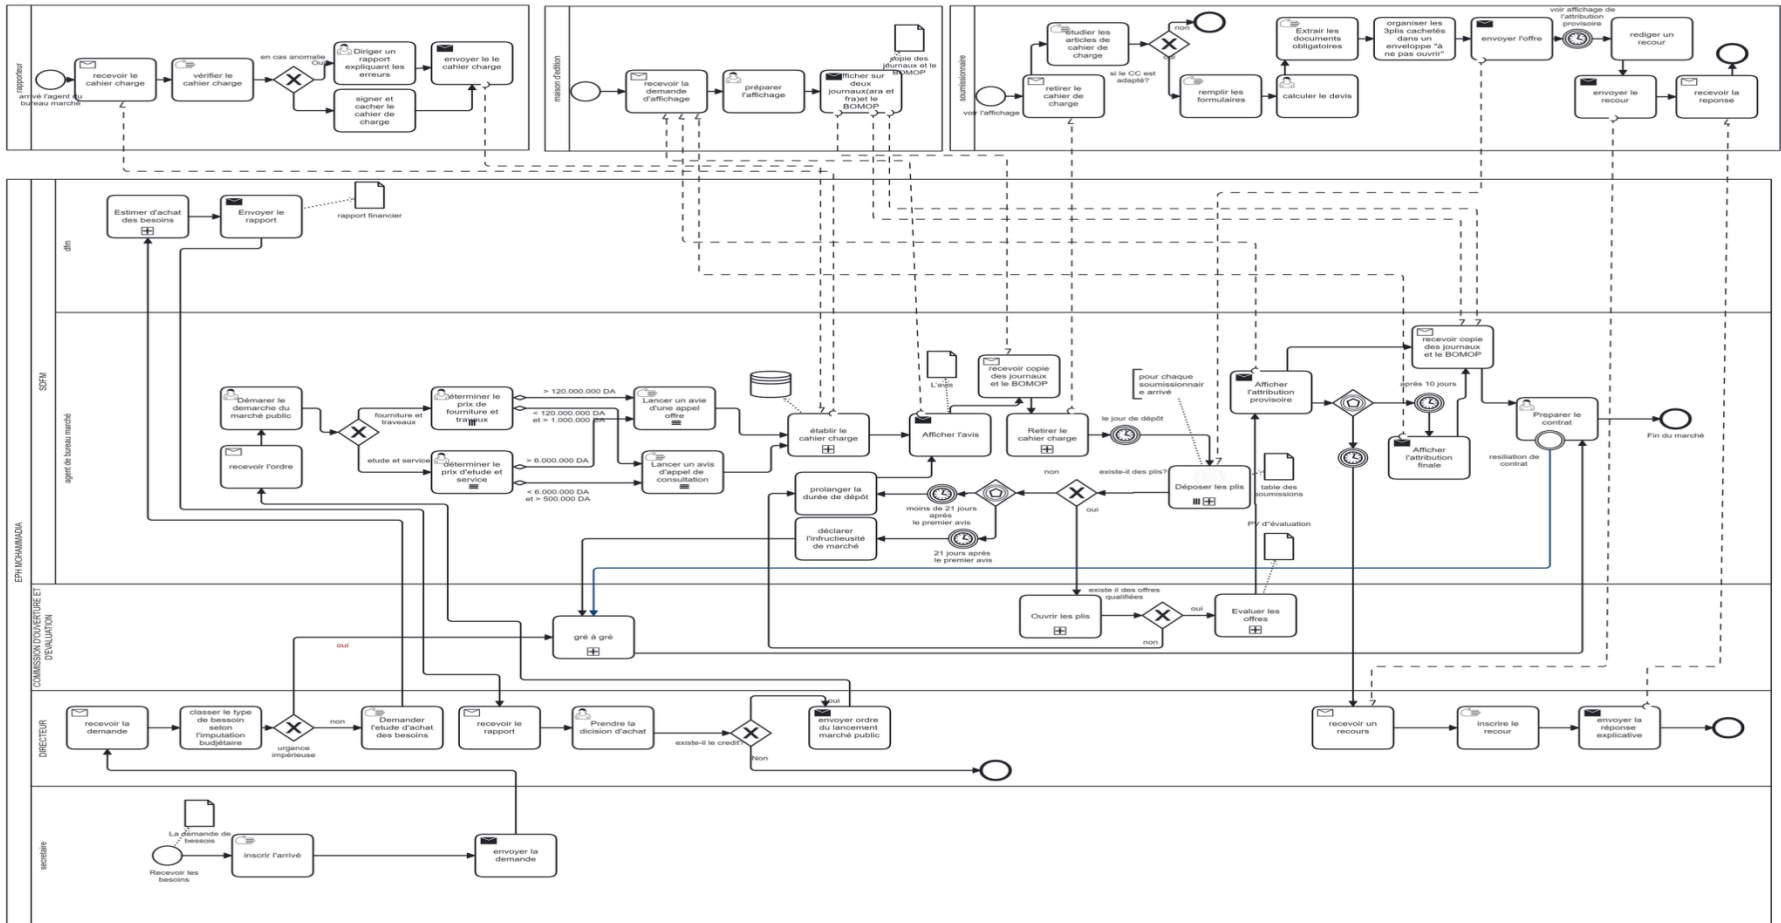 rapporteur
arrivé l'agent du
bureau marché
recevoir le
cahier charge
vérifier le
cahier charge
en cas anomalie
Oui
Diriger un
rapport
expliquant les
erreurs
envoyer le le
cahier charge
signer et
cacher le
cahier de
charge
maison d'edition
recevoir la
demande
d'affichage
préparer
l'affichage
afficher sur
deux
journaux(ara et
fra)et le
BOMOP
copie des
journaux et le
BOMOP
soumissionnaire
voir l'affichage
retirer le
cahier de
charge
étudier les
articles de
cahier de
charge
non
oui
si le CC est
adapté?
remplir les
formulaires
calculer le devis
Extrair les
documents
obligatoires
organiser les
3plis cachetés
dans un
enveloppe "à
ne pas ouvrir"
envoyer l'offre
voir affichage de
l'attribution
provisoire
rediger un
recour
envoyer le
recour
recevoir la
reponse
EPH MOHAMMADIA
dfm
Estimer d'achat
des besoins
Envoyer le
rapport
rapport financier
SDFM
agent de bureau marché
Démarer le
demarche du
marché public
recevoir l'ordre
fourniture et
traveaux
etude et service
déterminer le
prix de
fourniture et
travaux
déterminer le
prix d'etude et
service
> 120.000.000 DA
< 120.000.000 DA
et > 1.000.000 DA
> 6.000.000 DA
< 6.000.000 DA
et > 500.000 DA
Lancer un avie
d'une appel
offre
Lancer un avis
d'appel de
consultation
établir le
cahier charge
L'avis
Afficher l'avis
recevoir copie
des journaux
et le BOMOP
Retirer le
cahier charge
le jour de dépôt
pour chaque
soumissionnair
e arrivé
existe-il des plis?
Déposer les plis
table des
soumissions
non
oui
moins de 21 jours
après
le premier avis
21 jours après
le premier avis
prolanger la
durée de dépôt
déclarer
l'infructieusité
de marché
PV d"évaluation
Afficher
l'attribution
provisoire
après 10 jours
Afficher
l'attribution
finale
recevoir copie
des journaux
et le BOMOP
Preparer le
contrat
resiliation de
contrat
Fin du marché
COMMISSION D'OUVERTURE ET
D'EVALUATION
gré à gré
oui
Ouvrir les plis
existe il des offres
qualifiées
oui
non
Evaluer les
offres
DIRECTEUR
recevoir la
demande
classer le type
de bessoin
selon
l'imputation
budjétaire
urgence
impérieuse
non
Demander
l'etude d'achat
des besoins
recevoir le
rapport
Prendre la
dicision d'achat
existe-il le credit?
oui
Non
envoyer ordre
du lancement
marché public
recevoir un
recours
inscrire le
recour
envoyer la
réponse
explicative
secretaire
La demande de
bessois
Recevoir les
besoins
inscrir l'arrivé
envoyer la
demande